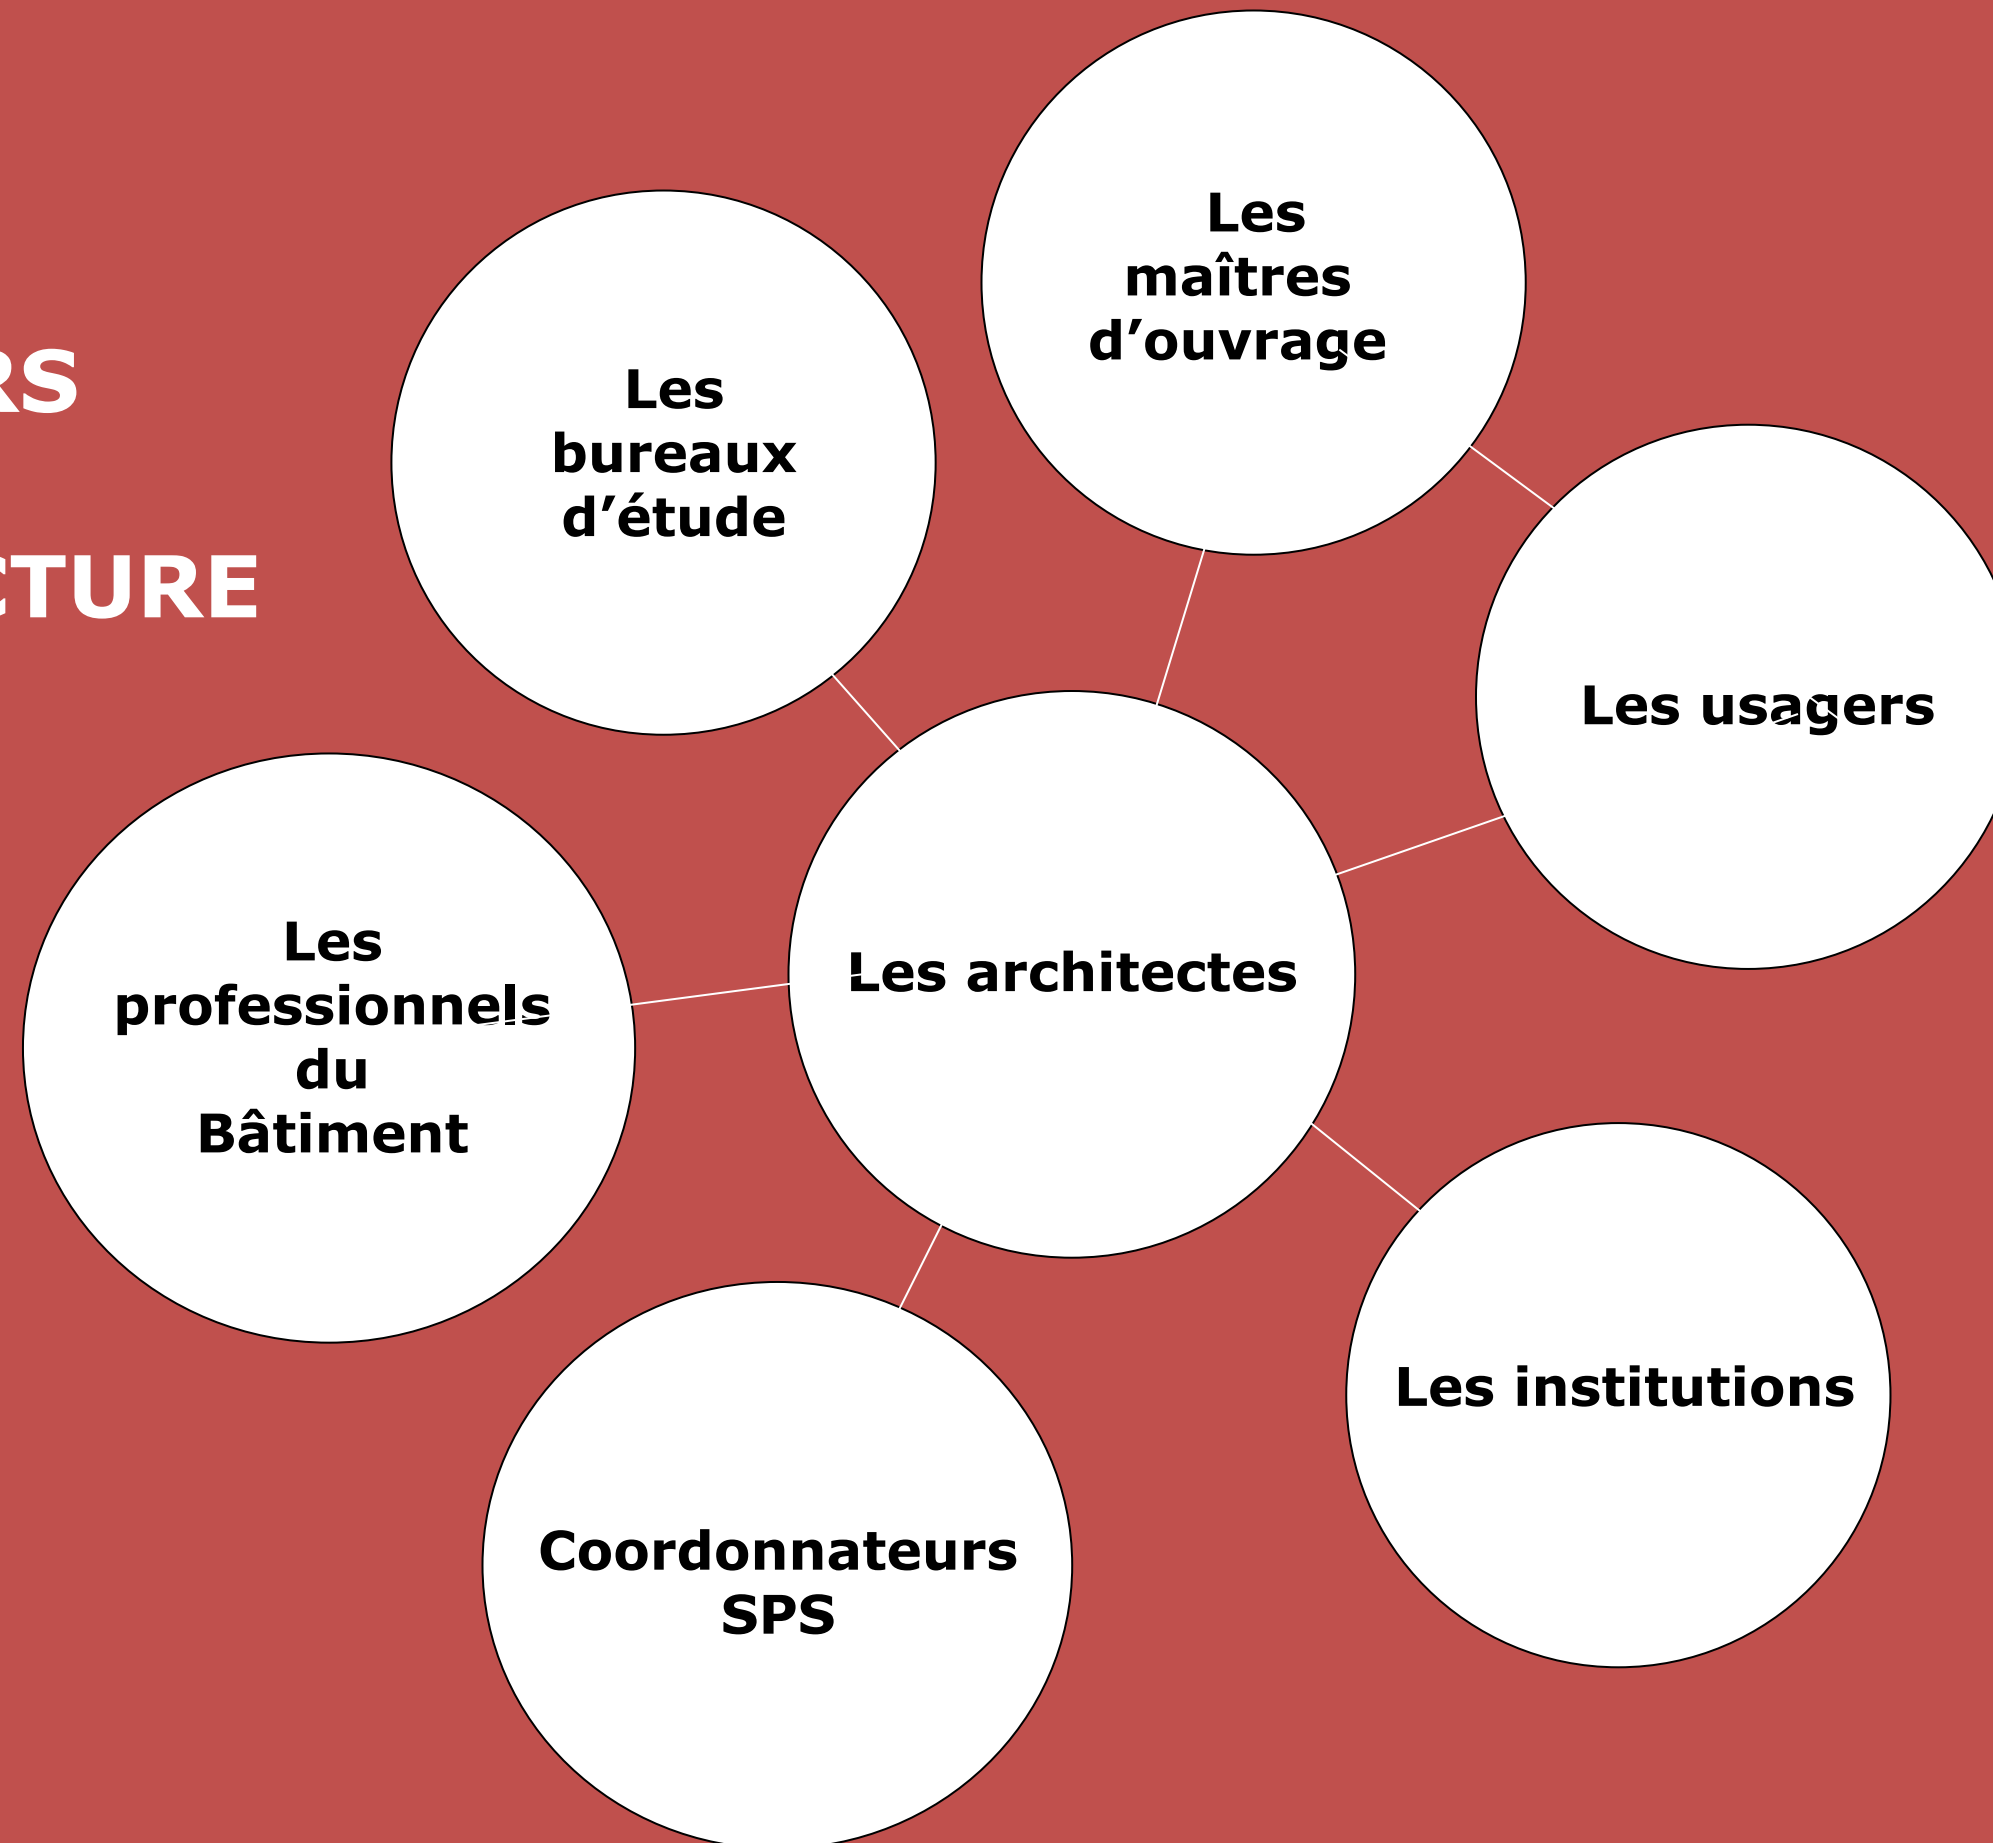 RS
CTURE
Les
maîtres
d’ouvrage
Les
bureaux
d’étude
Les usagers
Les
professionnels
du
Bâtiment
Les architectes
Les institutions
Coordonnateurs
SPS